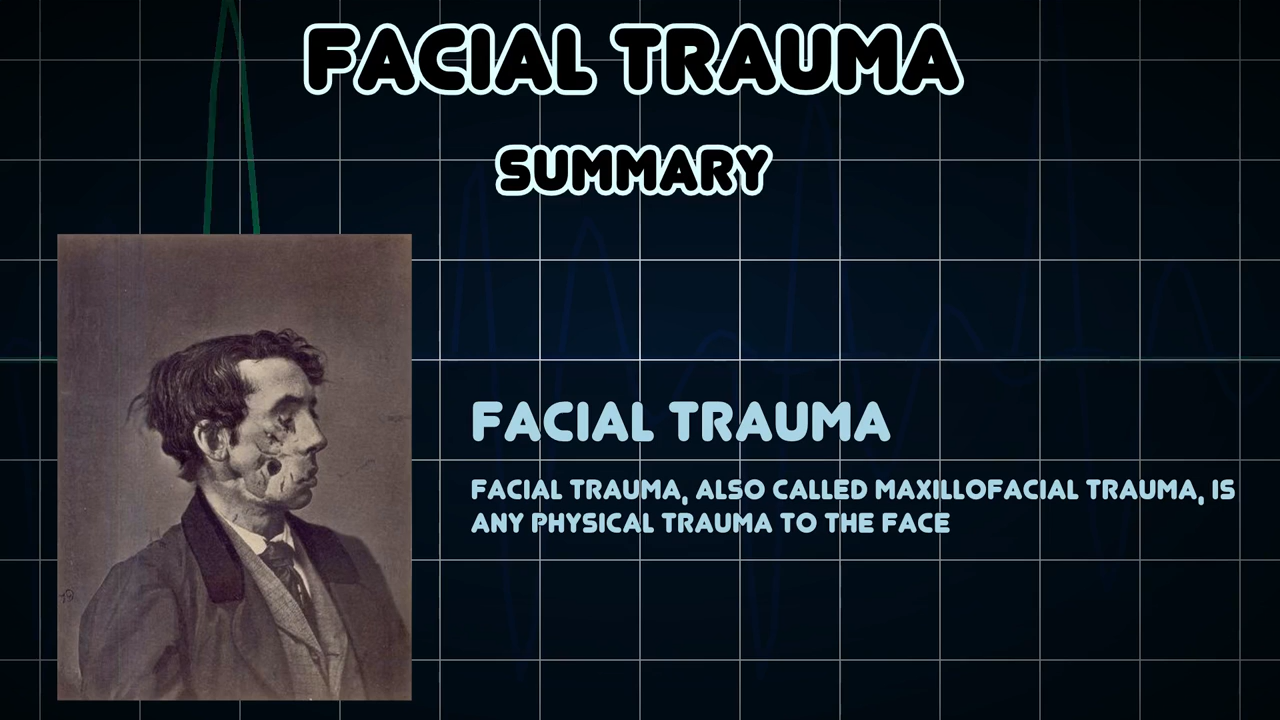 FACIAL TRAUMA
SUMMARY
FACIAL TRAUMA
FACIAL TRAUMA, ALSO CALLED MAXILLOFACIAL TRAUMA, IS
ANY PHYSICAL TRAUMA TO THE FACE